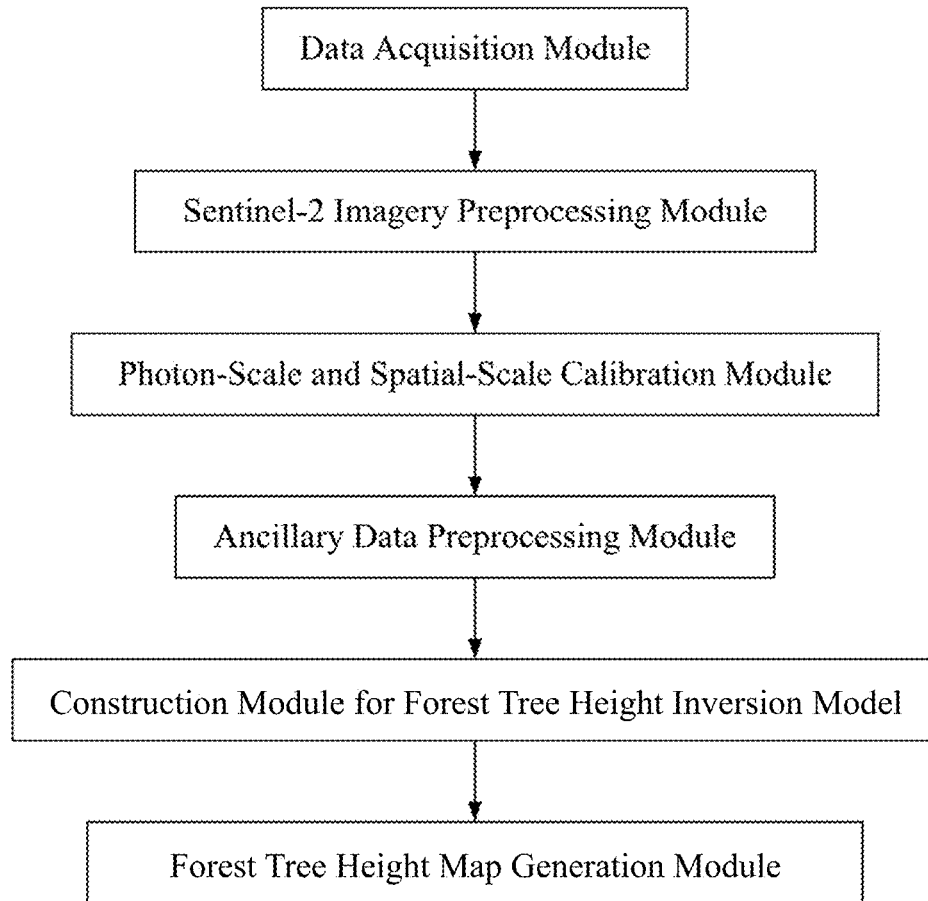 Data Acquisition Module
Sentinel-2 Imagery Preprocessing Module
Photon-Scale and Spatial-Scale Calibration Module
Ancillary Data Preprocessing Module
Construction Module for Forest Tree Height Inversion Model
Forest Tree Height Map Generation Module